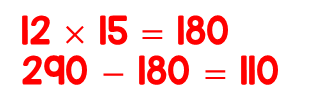 12 × 15 = 180
290 − 180 = 110